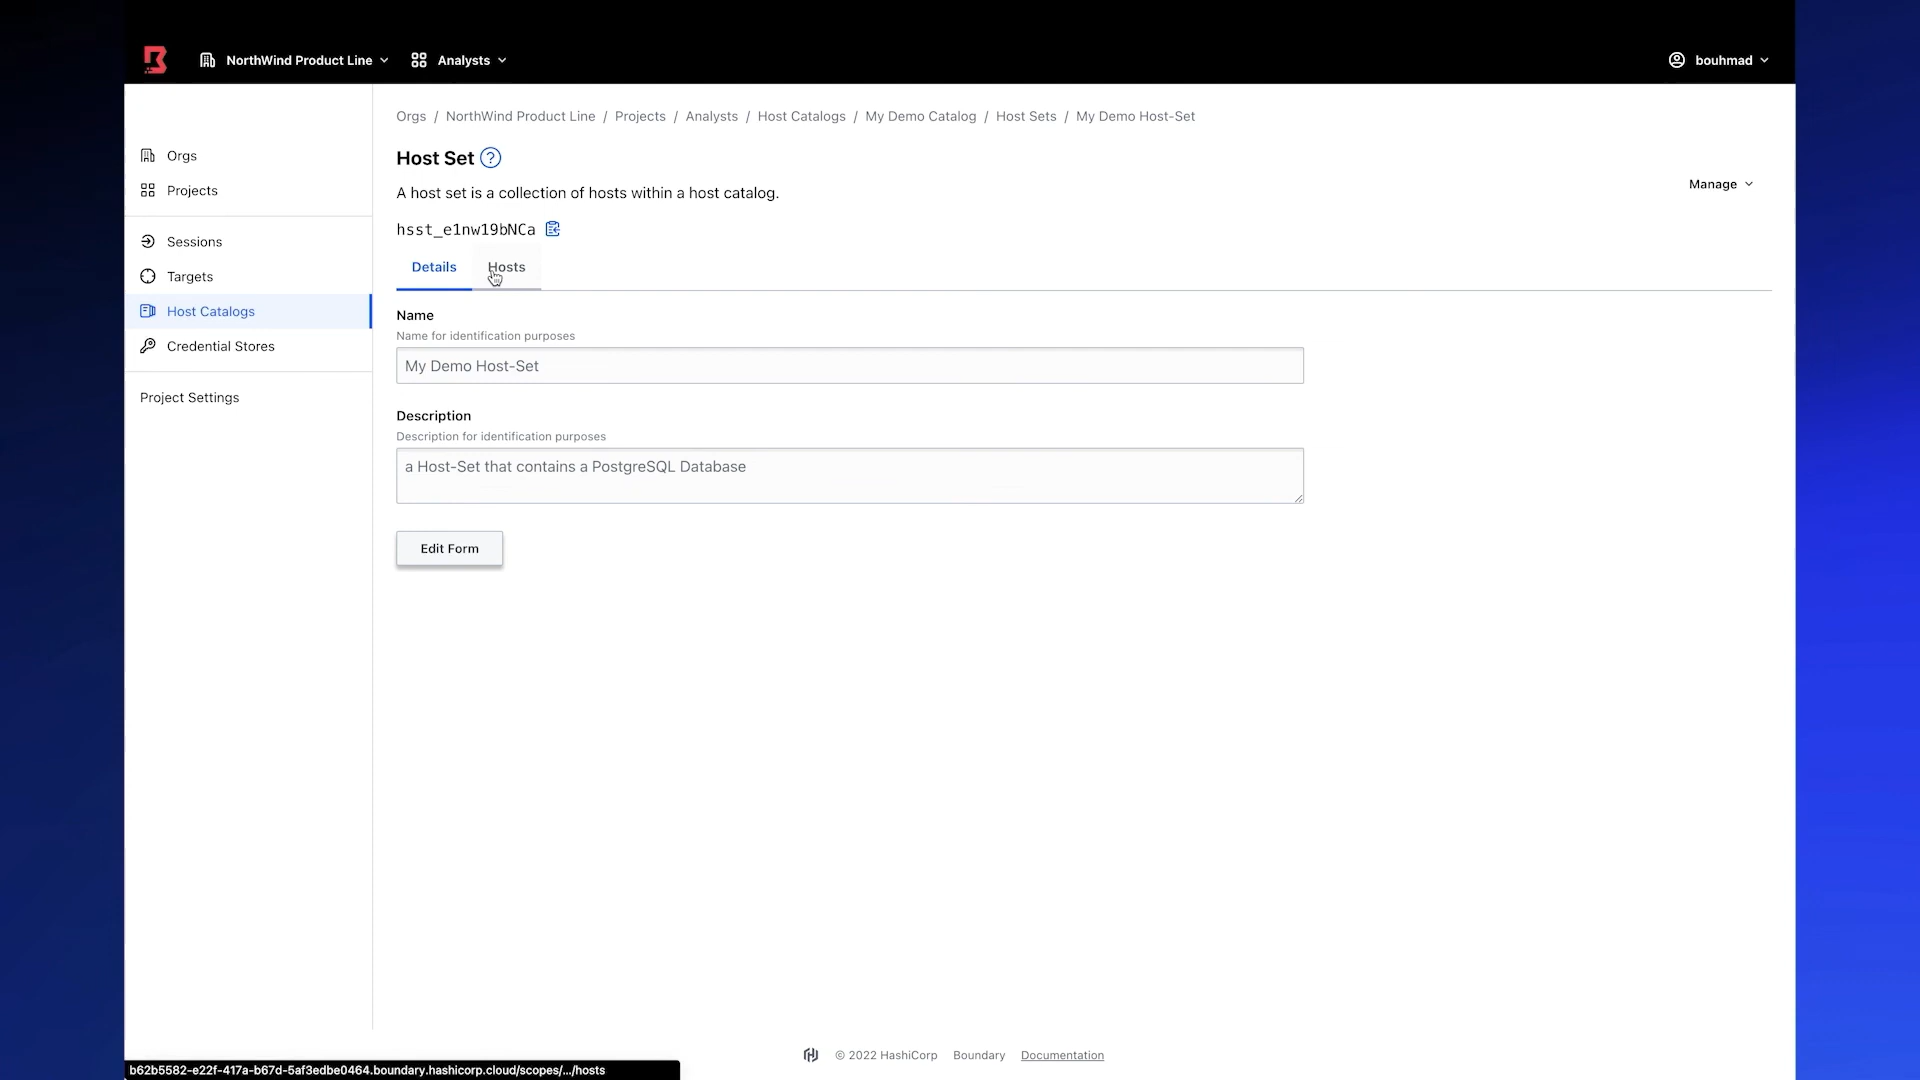 NorthWind Product Line
Analysts
bouhmad
Orgs / NorthWind Product Line / Projects / Analysts / Host Catalogs / My Demo Catalog / Host Sets / My Demo Host-Set
Orgs
Projects
Sessions
Targets
Host Catalogs
Credential Stores
Project Settings
Host Set ?
A host set is a collection of hosts within a host catalog.
Manage
hsst_e1nw19bNCa
Details Hosts
Name
Name for identification purposes
My Demo Host-Set
Description
Description for identification purposes
a Host-Set that contains a PostgreSQL Database
Edit Form
© 2022 HashiCorp Boundary Documentation
b62b5582-e22f-417a-b67d-5af3edbe0464.boundary.hashicorp.cloud/scopes/.../hosts